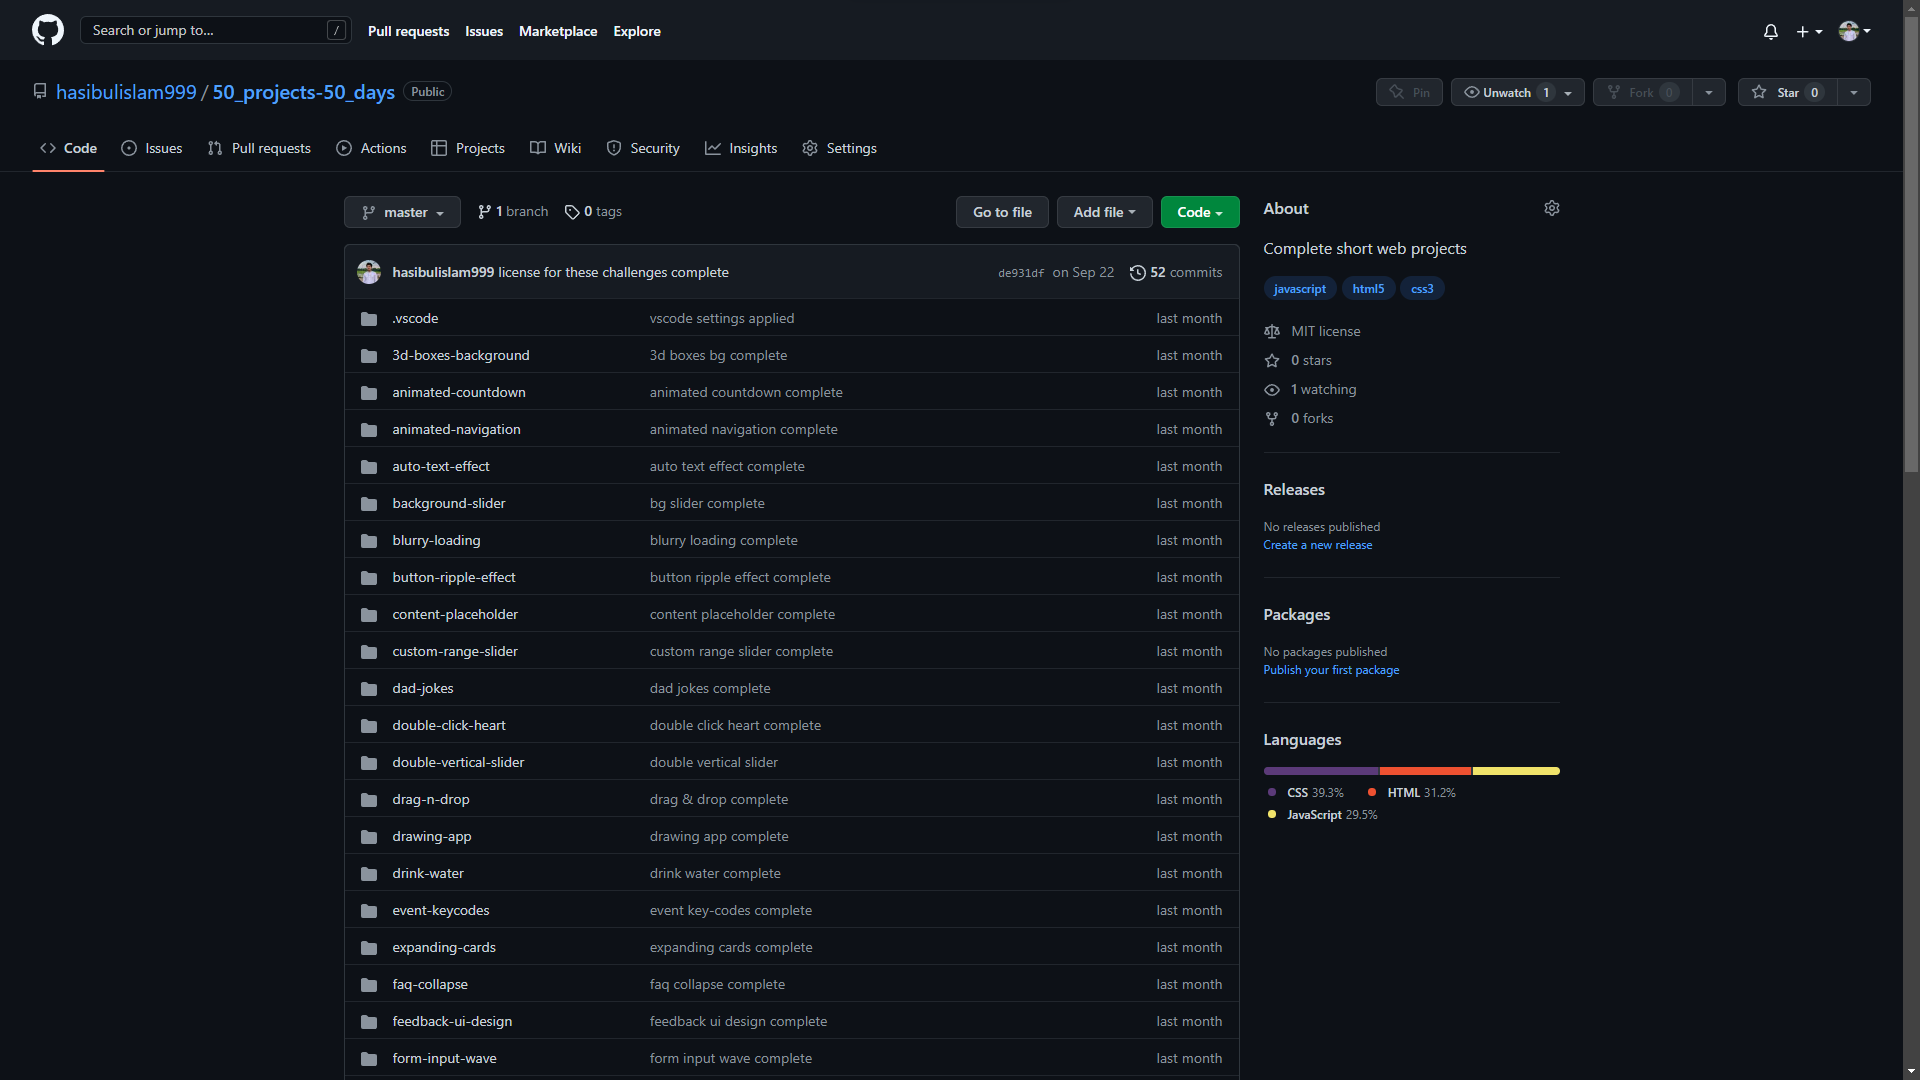 Search or jump to... /
Pull requests Issues Marketplace Explore
hasibulislam999 / 50_projects-50_days Public
Pin Unwatch 1 Fork 0 Star 0
Code Issues Pull requests Actions Projects Wiki Security Insights Settings
master 1 branch 0 tags Go to file Add file Code
hasibulislam999 license for these challenges complete de931df on Sep 22 52 commits
.vscode vscode settings applied last month
3d-boxes-background 3d boxes bg complete last month
animated-countdown animated countdown complete last month
animated-navigation animated navigation complete last month
auto-text-effect auto text effect complete last month
background-slider bg slider complete last month
blurry-loading blurry loading complete last month
button-ripple-effect button ripple effect complete last month
content-placeholder content placeholder complete last month
custom-range-slider custom range slider complete last month
dad-jokes dad jokes complete last month
double-click-heart double click heart complete last month
double-vertical-slider double vertical slider last month
drag-n-drop drag & drop complete last month
drawing-app drawing app complete last month
drink-water drink water complete last month
event-keycodes event key-codes complete last month
expanding-cards expanding cards complete last month
faq-collapse faq collapse complete last month
feedback-ui-design feedback ui design complete last month
form-input-wave form input wave complete last month
About
Complete short web projects
javascript html5 css3
MIT license
0 stars
1 watching
0 forks
Releases
No releases published
Create a new release
Packages
No packages published
Publish your first package
Languages
CSS 39.3% HTML 31.2%
JavaScript 29.5%